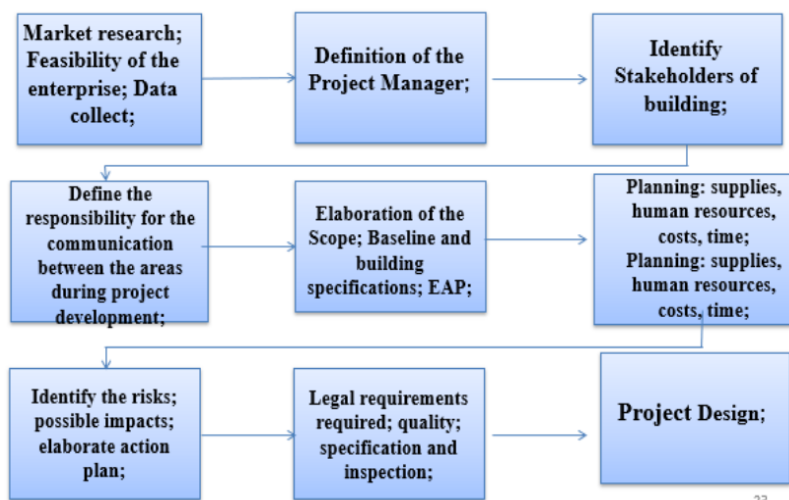 Market research;
Feasibility of the
enterprise; Data
collect;
Definition of the
Project Manager;
Identify
Stakeholders of
building;
Define the
responsibility for the
communication
between the areas
during project
development;
Elaboration of the
Scope; Baseline and
building
specifications; EAP;
Planning: supplies,
human resources,
costs, time;
Planning: supplies,
human resources,
costs, time;
Identify the risks;
possible impacts;
elaborate action
plan;
Legal requirements
required; quality;
specification and
inspection;
Project Design;